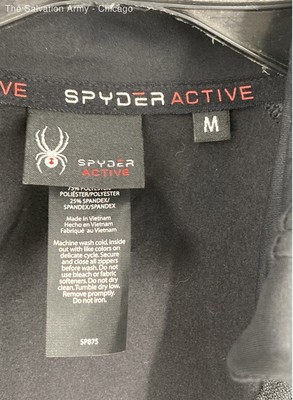 The Salvation Army - Chicago
VE SPYDER ACTIVE
M
SPYDER
ACTIVE
75% POLYESTER/
POLIÉSTER/POLYESTER
25% SPANDEX/
SPANDEX/SPANDEX
Made in Vietnam
Hecho en Vietnam
Fabriqué au Vietnam
Machine wash cold, inside
out with like colors on
delicate cycle. Secure
and close all zippers
before wash. Do not
use bleach or fabric
softeners. Do not dry
clean. Tumble dry low.
Remove promptly.
Do not iron.
SP875